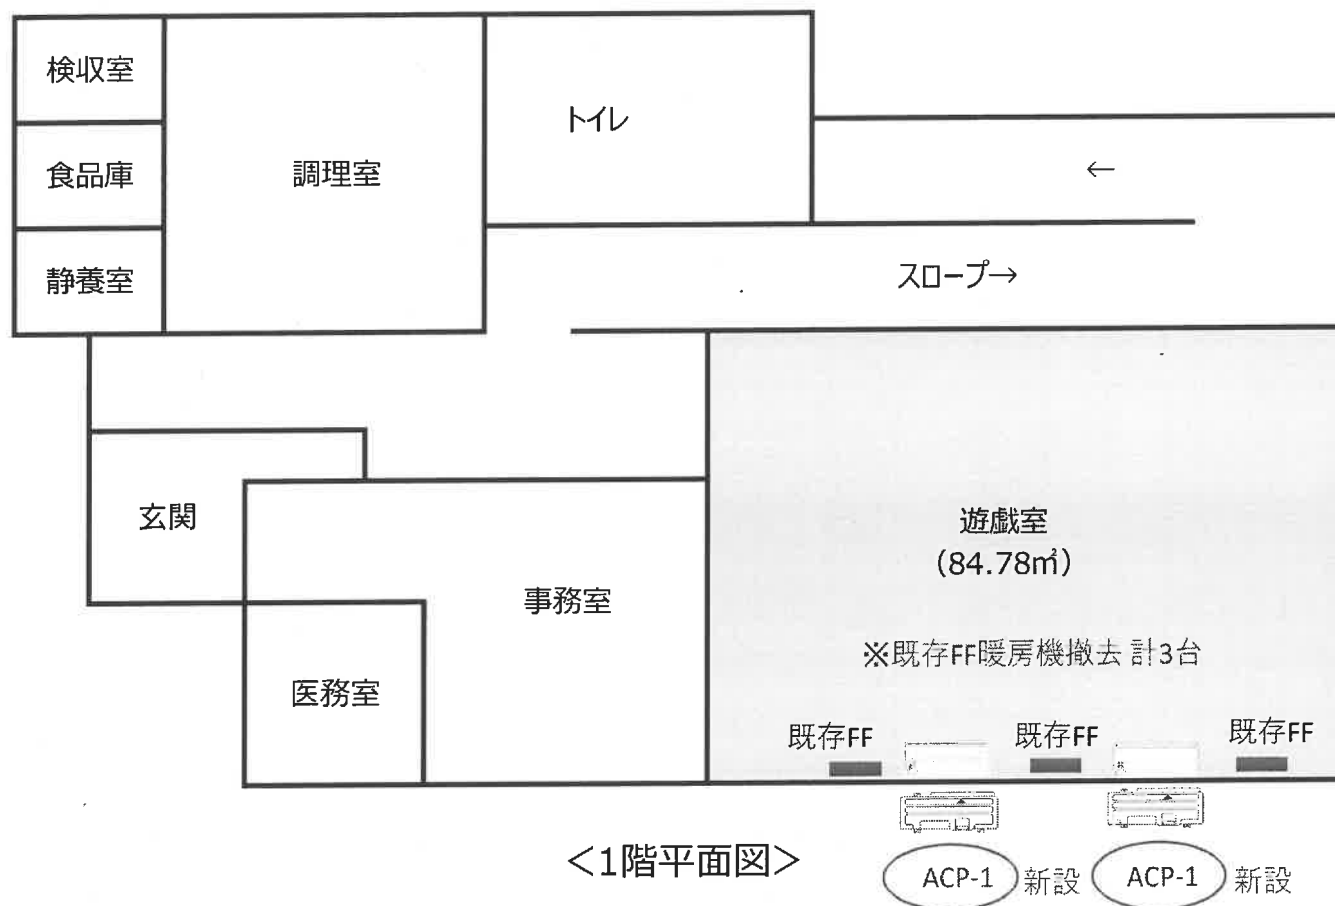 検収室
トイレ
食品庫
調理室
←
静養室
スロープ→
玄関
遊戯室
(84.78㎡)
事務室
※既存FF暖房機撤去 計3台
医務室
既存FF
既存FF
既存FF
＜1階平面図＞
ACP-1 新設
ACP-1 新設